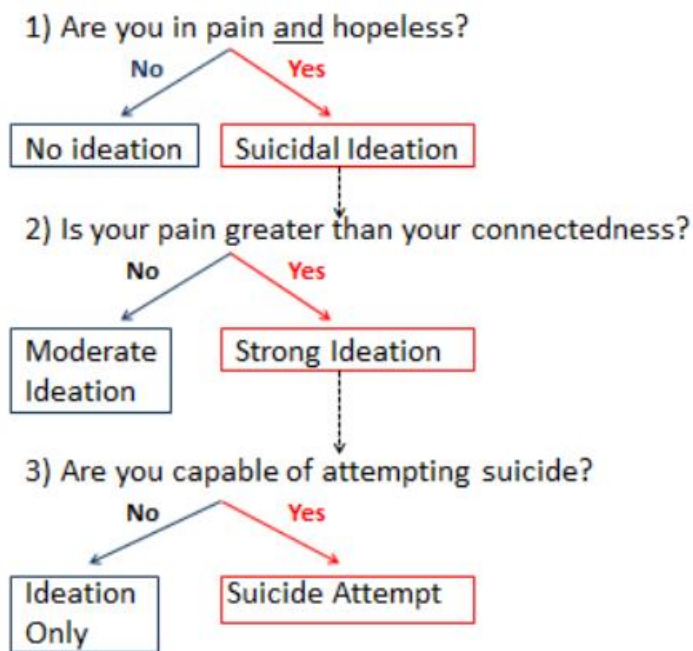 1) Are you in pain and hopeless?
No
Yes
No ideation
Suicidal Ideation
2) Is your pain greater than your connectedness?
No
Yes
Moderate
Ideation
Strong Ideation
3) Are you capable of attempting suicide?
No
Yes
Ideation
Only
Suicide Attempt